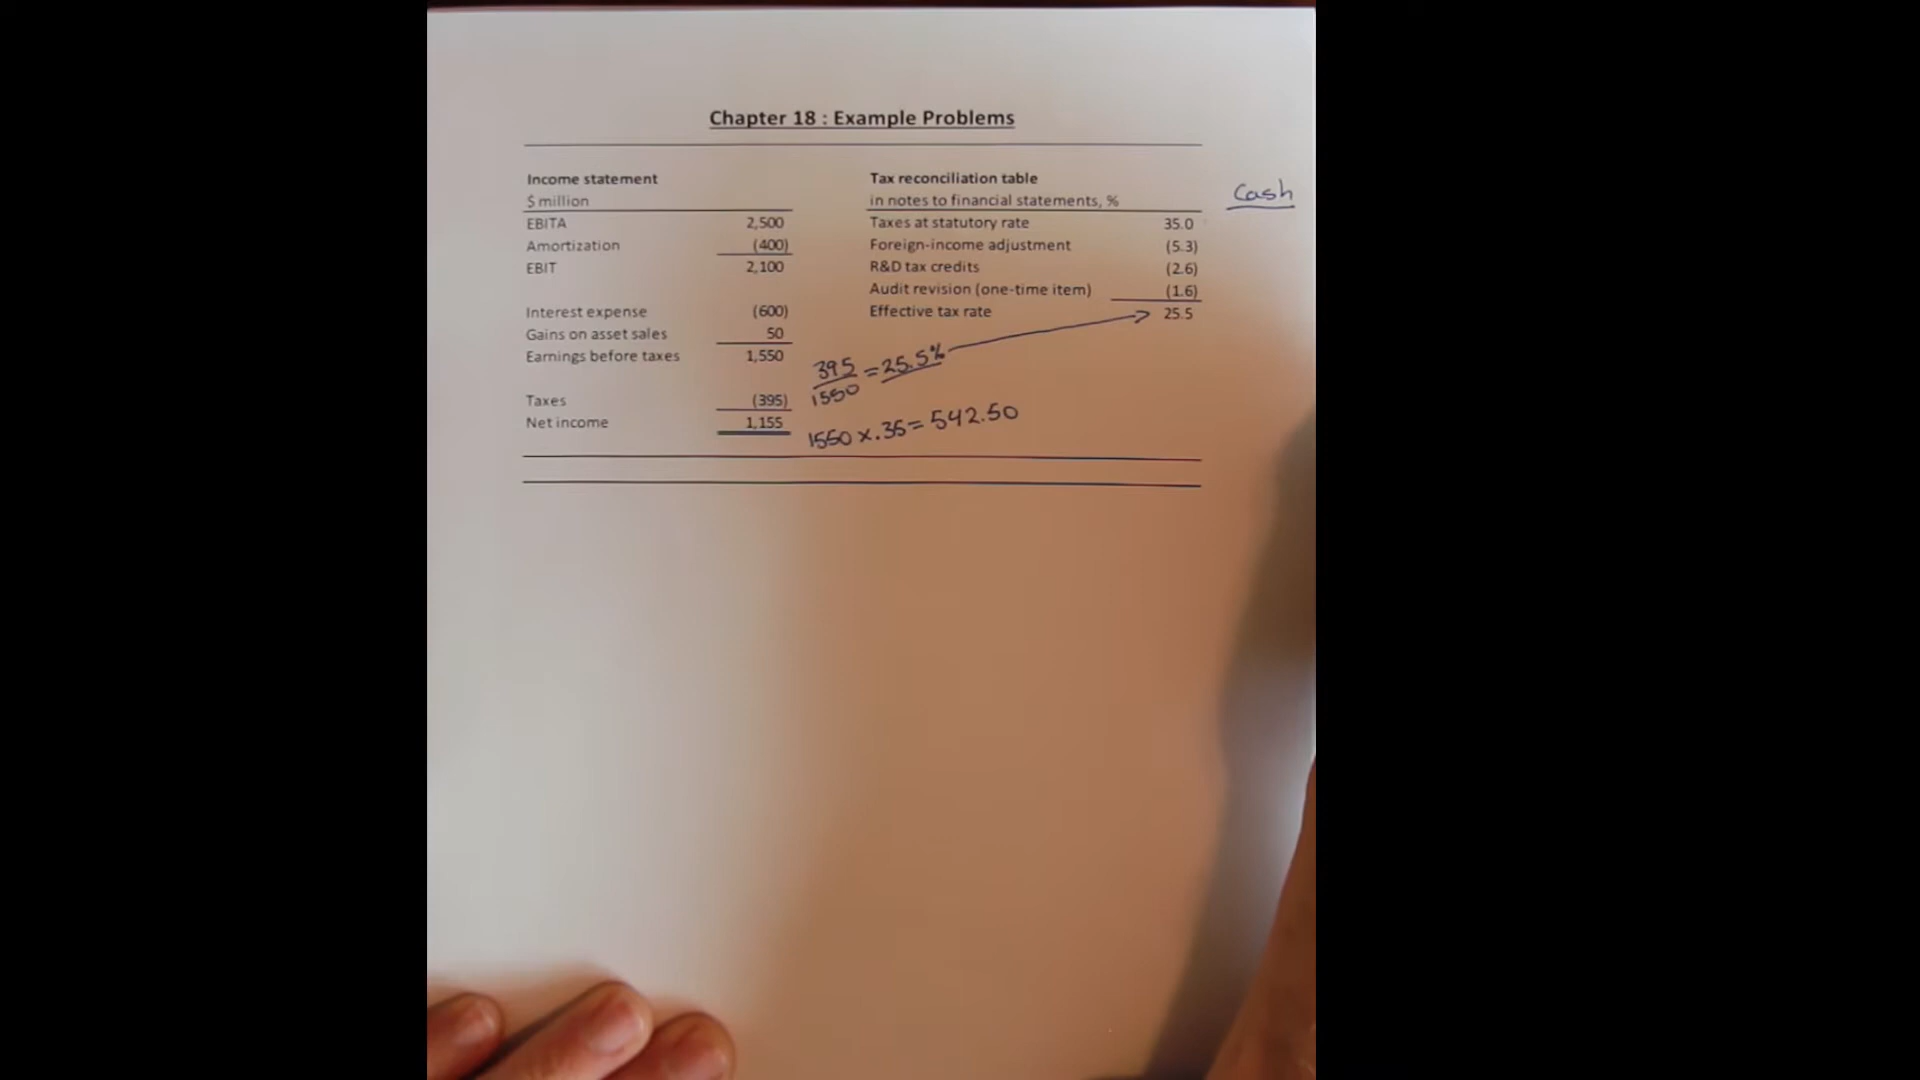 Chapter 18 : Example Problems
Income statement
$ million
EBITA 2,500
Amortization (400)
EBIT 2,100
Interest expense (600)
Gains on asset sales 50
Earnings before taxes 1,550
Taxes (395)
Net income 1,155
Tax reconciliation table
in notes to financial statements, %
Taxes at statutory rate 35.0
Foreign-income adjustment (5.3)
R&D tax credits (2.6)
Audit revision (one-time item) (1.6)
Effective tax rate 25.5
Cash
395/1550 = 25.5%
1550 x .35 = 542.50